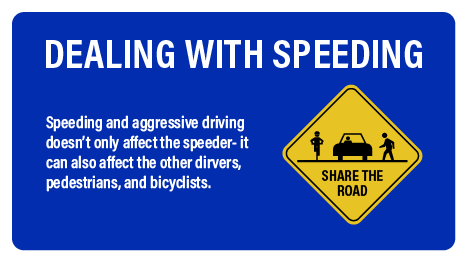 DEALING WITH SPEEDING
Speeding and aggressive driving
doesn't only affect the speeder- it
can also affect the other dirvers,
pedestrians, and bicyclists.
SHARE THE
ROAD